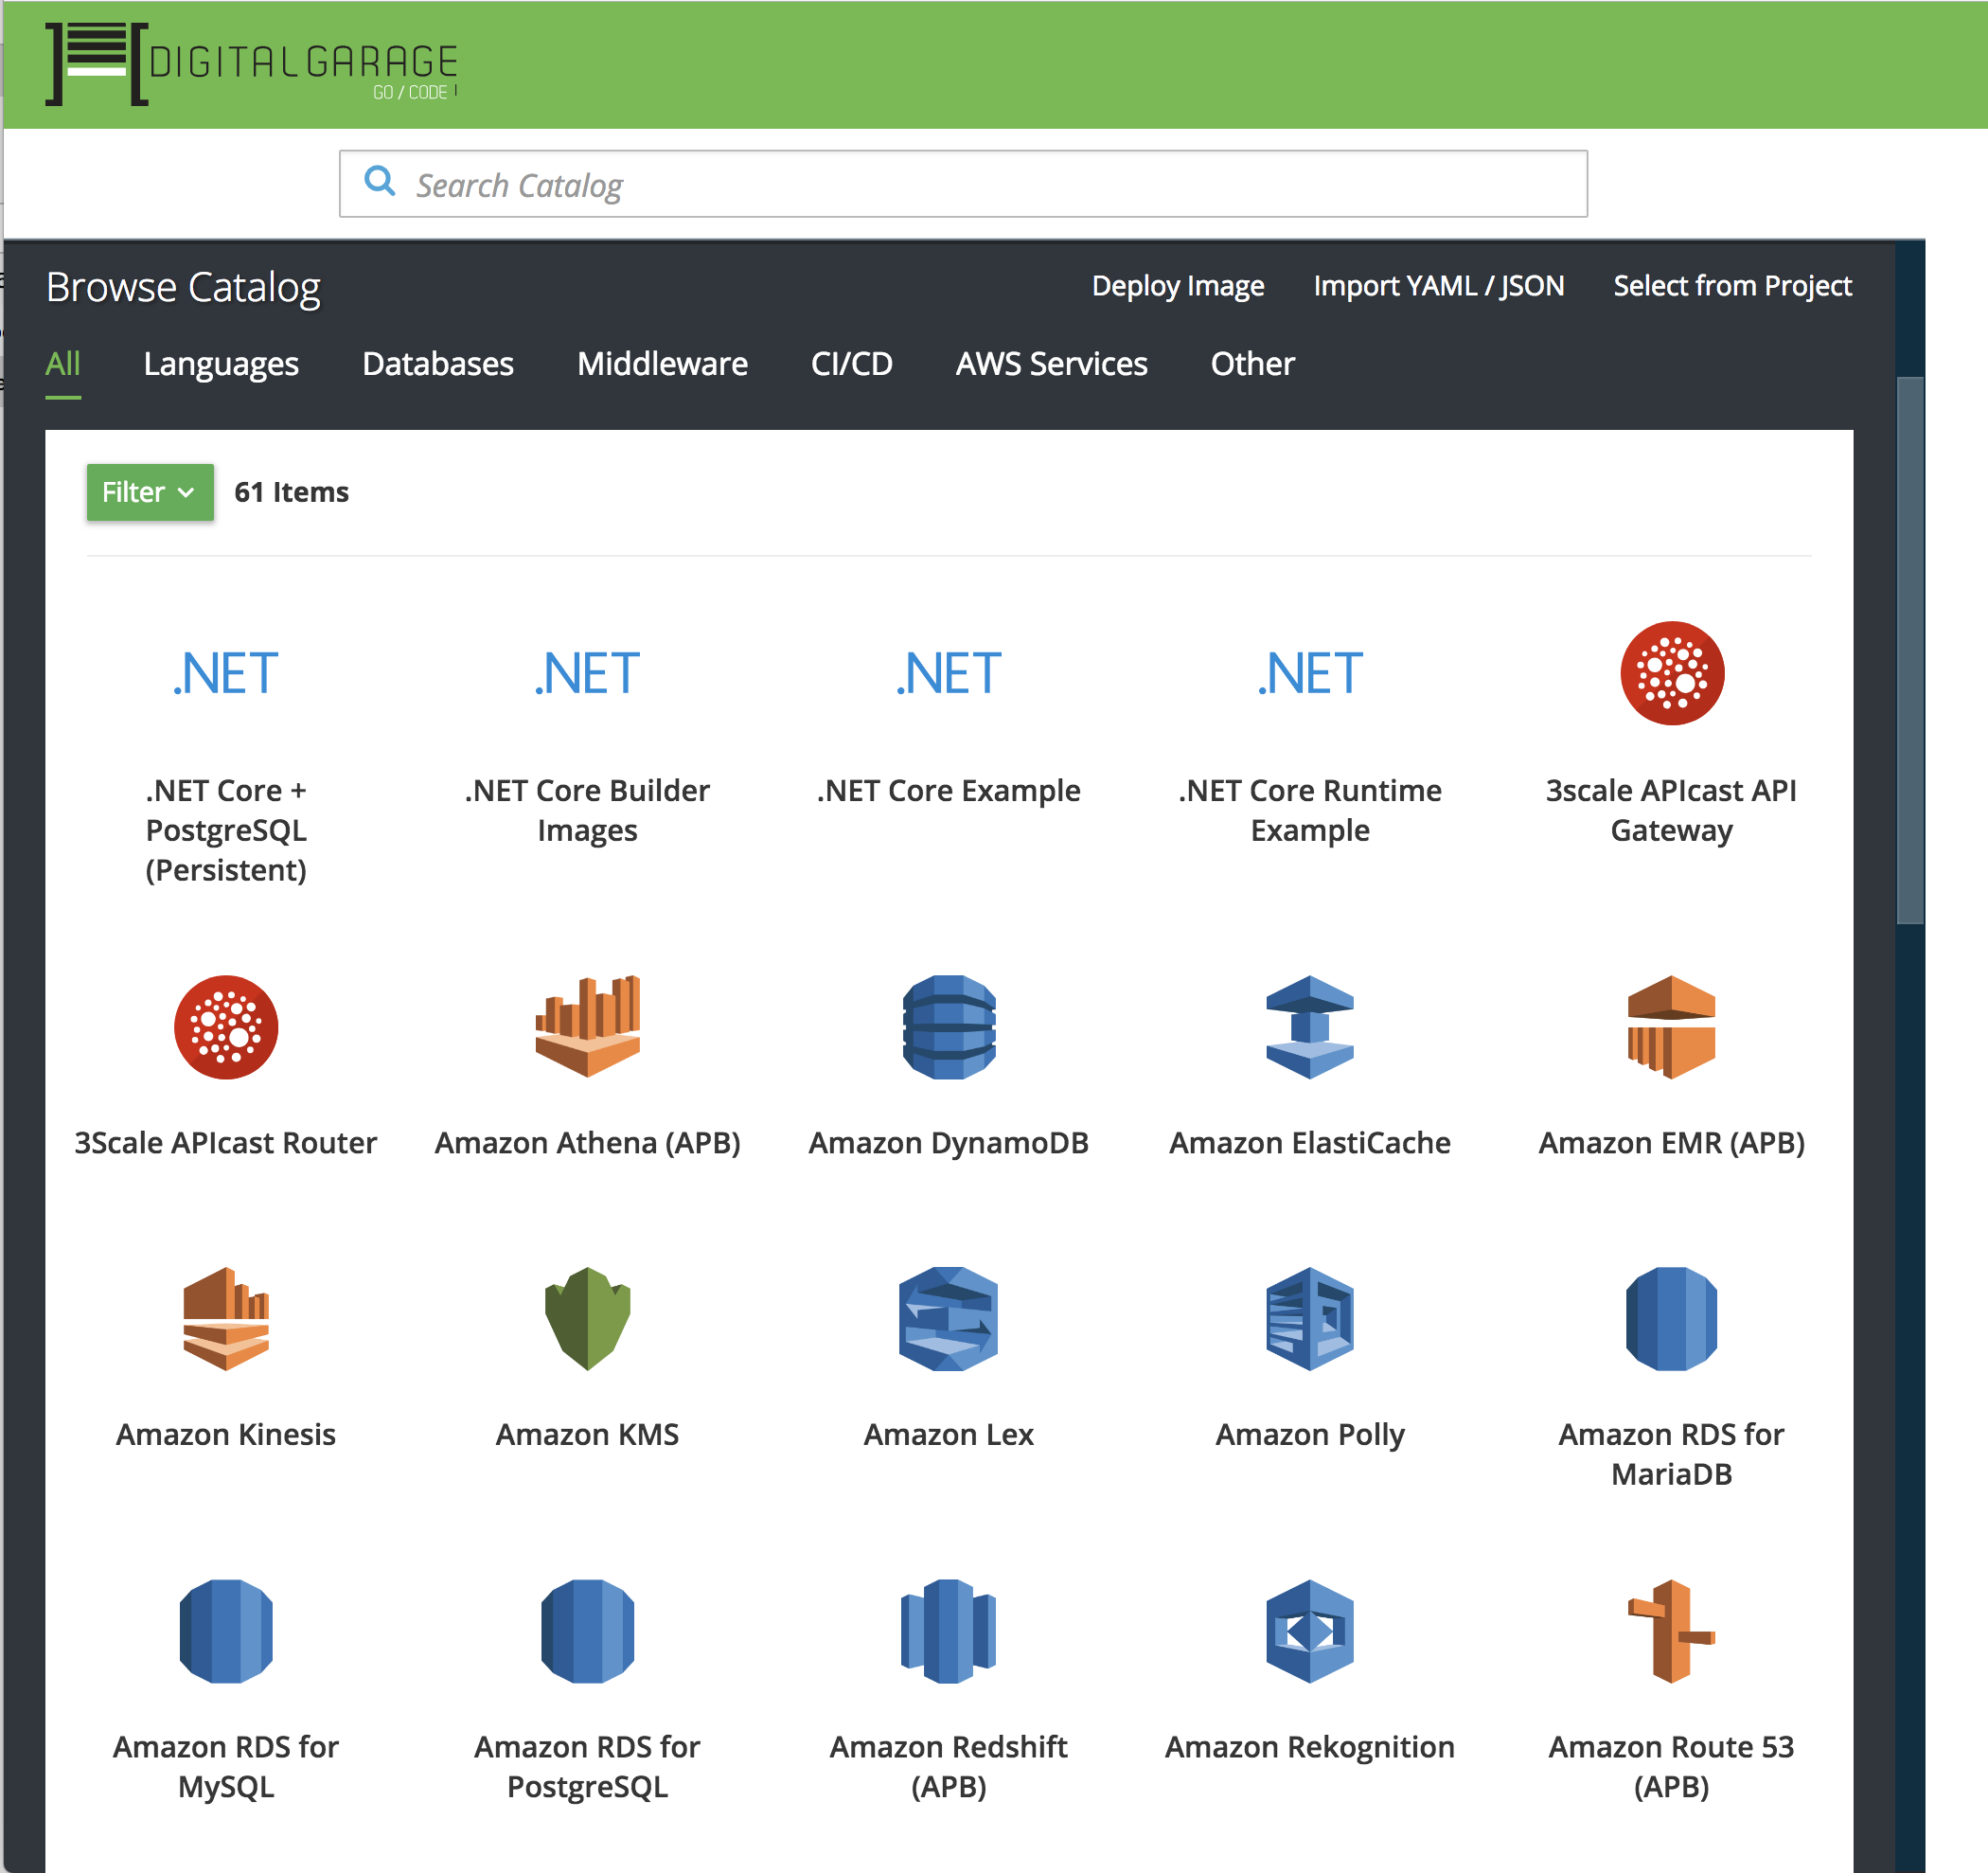 DIGITALGARAGE
GO / CODE
Search Catalog
Browse Catalog
Deploy Image Import YAML / JSON Select from Project
All Languages Databases Middleware CI/CD AWS Services Other
Filter 61 Items
.NET .NET .NET .NET
.NET Core + .NET Core Builder .NET Core Example .NET Core Runtime 3scale APIcast API
PostgreSQL Images Example Gateway
(Persistent)
3Scale APIcast Router Amazon Athena (APB) Amazon DynamoDB Amazon ElastiCache Amazon EMR (APB)
Amazon Kinesis Amazon KMS Amazon Lex Amazon Polly Amazon RDS for
MariaDB
Amazon RDS for Amazon RDS for Amazon Redshift Amazon Rekognition Amazon Route 53
MySQL PostgreSQL (APB) (APB)